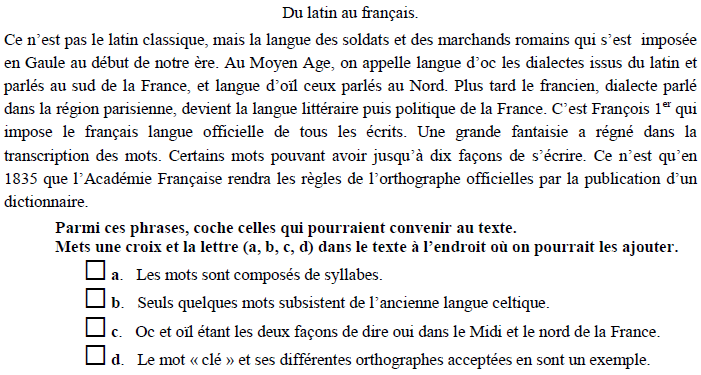 Du latin au français.
Ce n’est pas le latin classique, mais la langue des soldats et des marchands romains qui s’est imposée
en Gaule au début de notre ère. Au Moyen Age, on appelle langue d’oc les dialectes issus du latin et
parlés au sud de la France, et langue d’oïl ceux parlés au Nord. Plus tard le francien, dialecte parlé
dans la région parisienne, devient la langue littéraire puis politique de la France. C’est François 1er qui
impose le français langue officielle de tous les écrits. Une grande fantaisie a régné dans la
transcription des mots. Certains mots pouvant avoir jusqu’à dix façons de s’écrire. Ce n’est qu’en
1835 que l’Académie Française rendra les règles de l’orthographe officielles par la publication d’un
dictionnaire.
Parmi ces phrases, coche celles qui pourraient convenir au texte.
Mets une croix et la lettre (a, b, c, d) dans le texte à l’endroit où on pourrait les ajouter.
a. Les mots sont composés de syllabes.
b. Seuls quelques mots subsistent de l’ancienne langue celtique.
c. Oc et oïl étant les deux façons de dire oui dans le Midi et le nord de la France.
d. Le mot « clé » et ses différentes orthographes acceptées en sont un exemple.